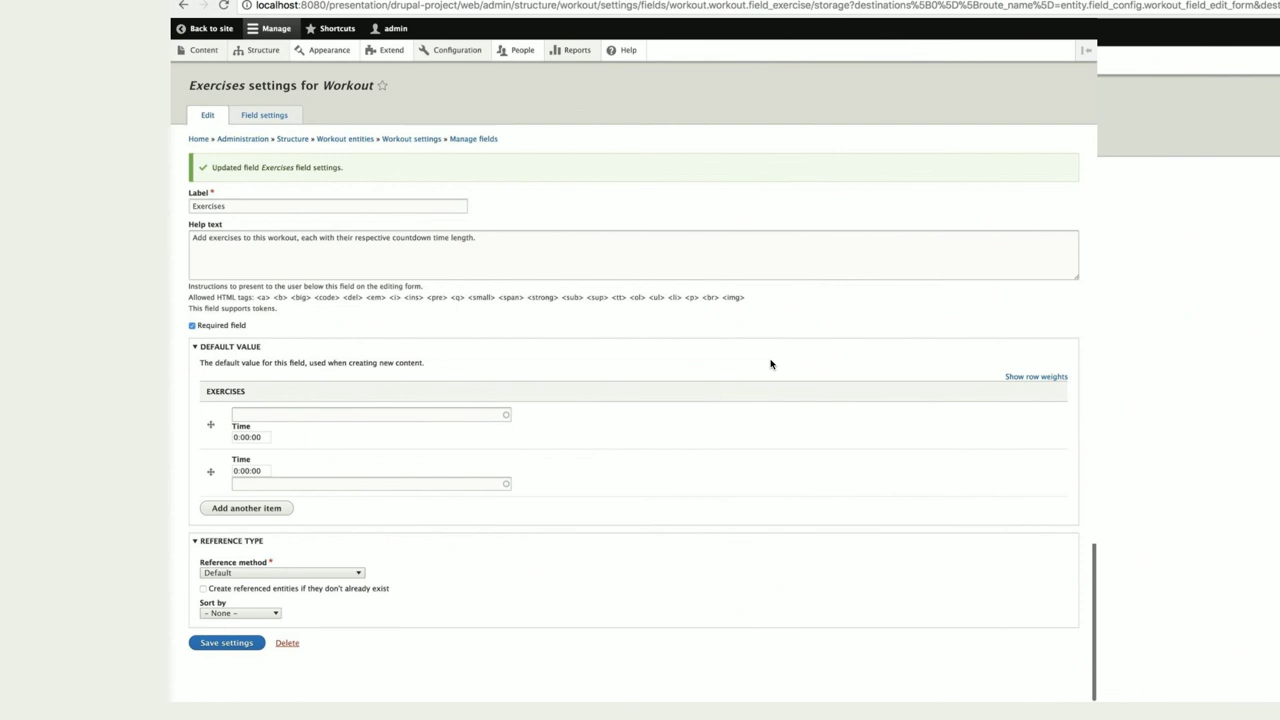 localhost:8080/presentation/drupal-project/web/admin/structure/workout/settings/fields/workout.workout.field_exercise/storage?destinations%5B0%5D%5Broute_name%5D=entity.field_config.workout_field_edit_form&dest
Back to site Manage Shortcuts admin
Content Structure Appearance Extend Configuration People Reports Help
Exercises settings for Workout
Edit Field settings
Home » Administration » Structure » Workout entities » Workout settings » Manage fields
Updated field Exercises field settings.
Label *
Exercises
Help text
Add exercises to this workout, each with their respective countdown time length.
Instructions to present to the user below this field on the editing form.
Allowed HTML tags: <a> <b> <big> <code> <del> <em> <i> <ins> <pre> <q> <small> <span> <strong> <sub> <sup> <tt> <ol> <ul> <li> <p> <br> <img>
This field supports tokens.
Required field
DEFAULT VALUE
The default value for this field, used when creating new content.
Show row weights
EXERCISES
Time
0:00:00
Time
0:00:00
Add another item
REFERENCE TYPE
Reference method *
Default
Create referenced entities if they don't already exist
Sort by
- None -
Save settings Delete